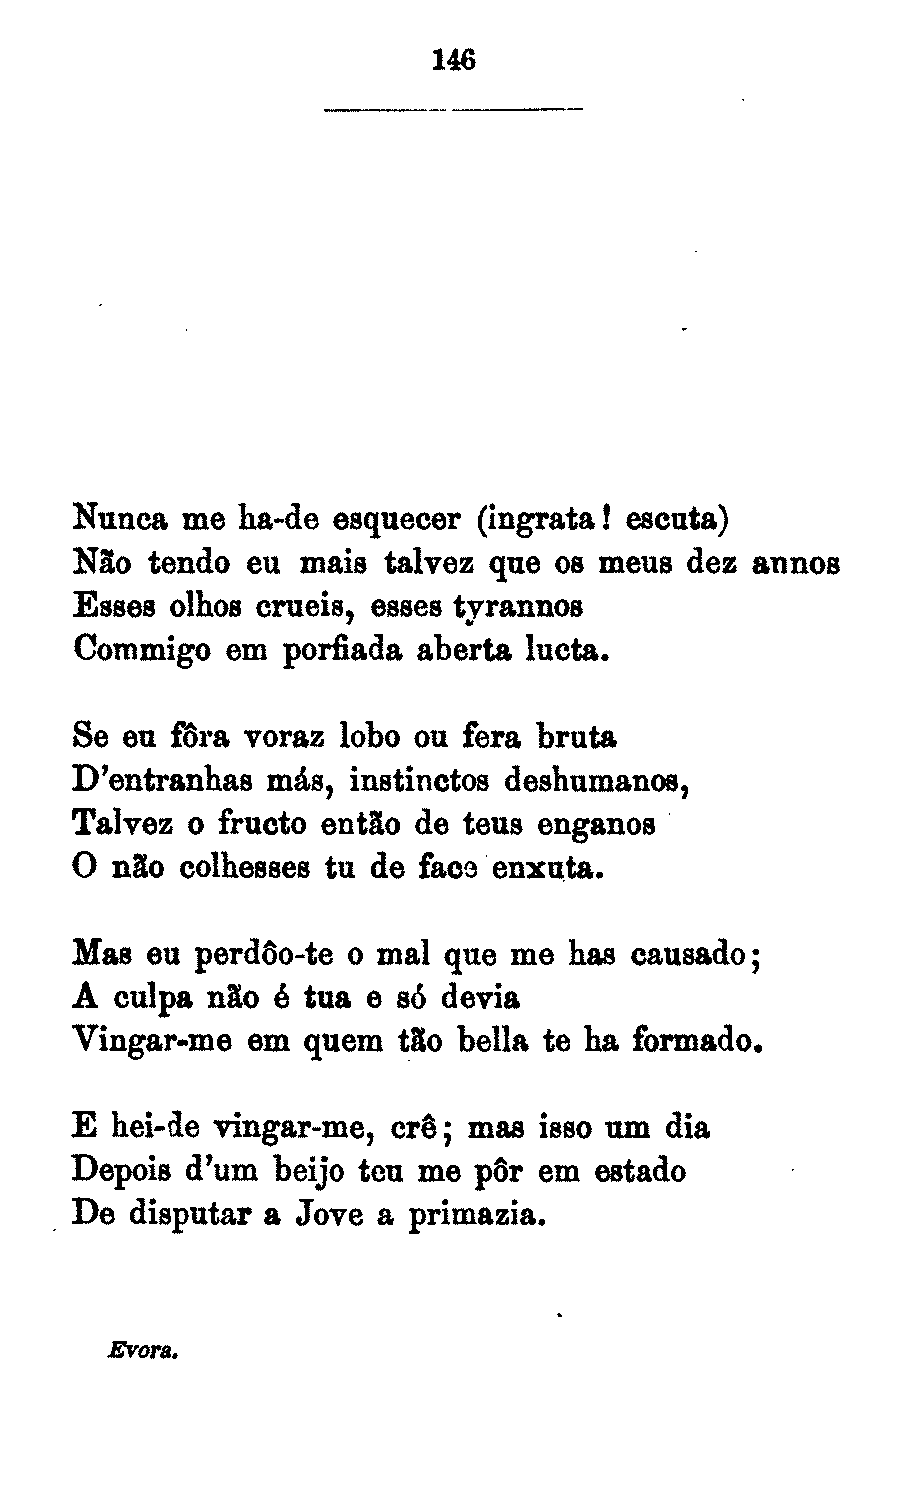 146
Nunca me ha-de esquecer (ingrata! escuta)
Não tendo eu mais talvez que os meus dez annos
Esses olhos crueis, esses tyrannos
Commigo em porfiada aberta lucta.
Se eu fôra voraz lobo ou fera bruta
D'entranhas más, instinctos deshumanos,
Talvez o fructo então de teus enganos
O não colhesses tu de face enxuta.
Mas eu perdôo-te o mal que me has causado;
A culpa não é tua e só devia
Vingar-me em quem tão bella te ha formado.
E hei-de vingar-me, crê; mas isso um dia
Depois d'um beijo teu me pôr em estado
De disputar a Jove a primazia.
Evora.